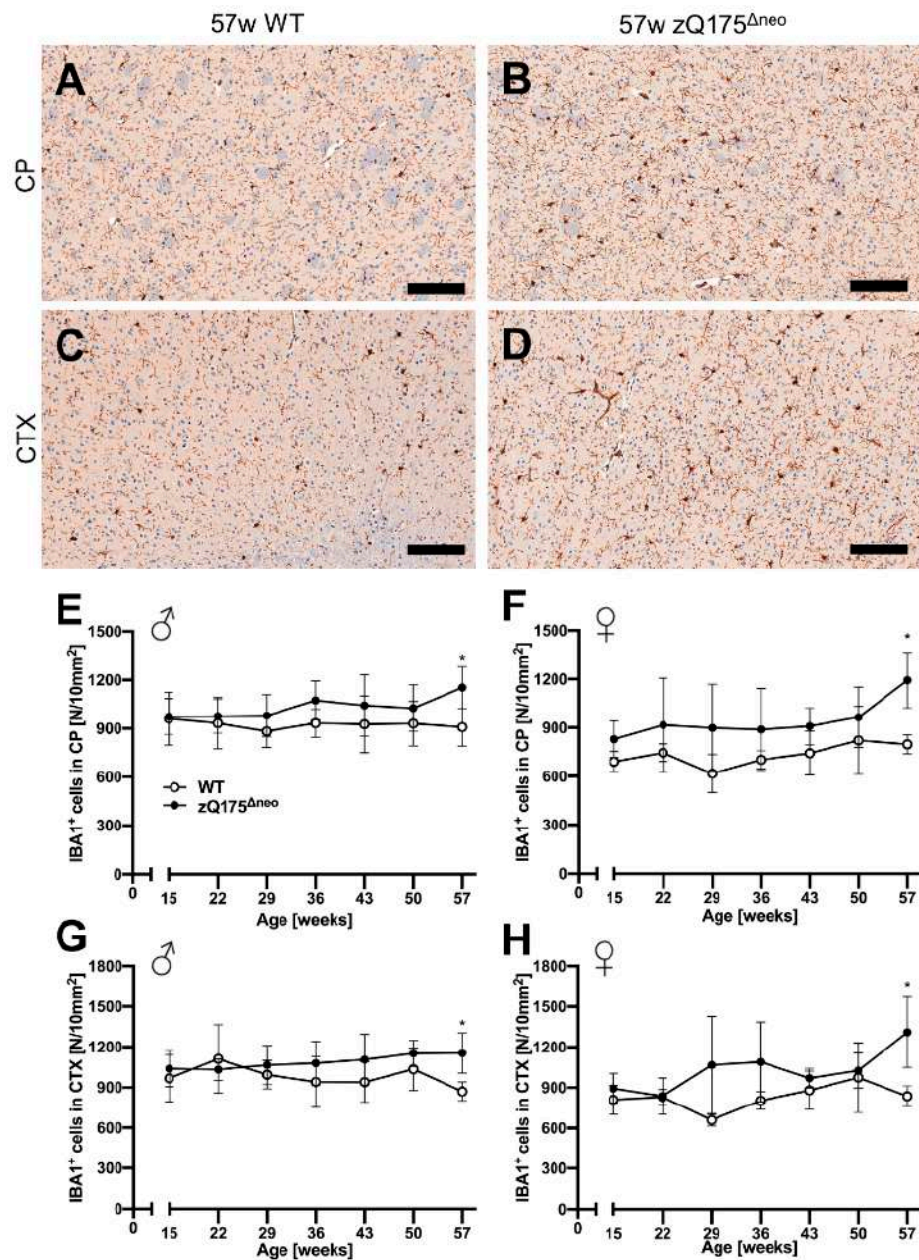 57w WT
57w zQ175Δneo
A
B
CP
C
D
CTX
E
♂
IBA1+ cells in CP [N/10mm²]
1500
1200
900
600
300
0
WT
zQ175Δneo
*
15 22 29 36 43 50 57
Age [weeks]
F
♀
IBA1+ cells in CP [N/10mm²]
1500
1200
900
600
300
0
*
15 22 29 36 43 50 57
Age [weeks]
G
♂
IBA1+ cells in CTX [N/10mm²]
1800
1500
1200
900
600
300
0
*
15 22 29 36 43 50 57
Age [weeks]
H
♀
IBA1+ cells in CTX [N/10mm²]
1800
1500
1200
900
600
300
0
*
15 22 29 36 43 50 57
Age [weeks]